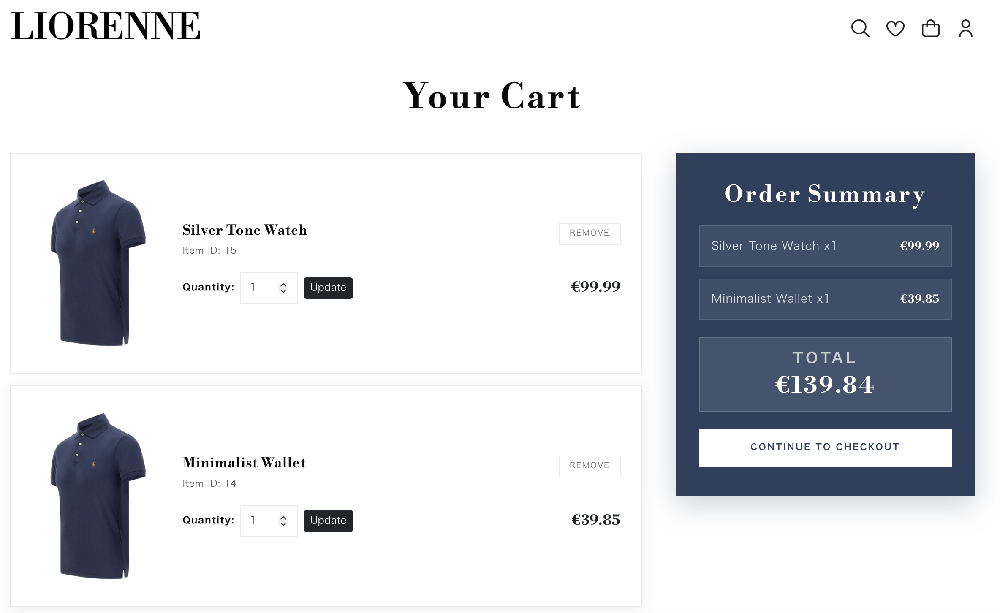 LIORENNE
Your Cart
Silver Tone Watch
REMOVE
Item ID: 15
Quantity: 1 Update
€99.99
Minimalist Wallet
REMOVE
Item ID: 14
Quantity: 1 Update
€39.85
Order Summary
Silver Tone Watch x1 €99.99
Minimalist Wallet x1 €39.85
TOTAL
€139.84
CONTINUE TO CHECKOUT